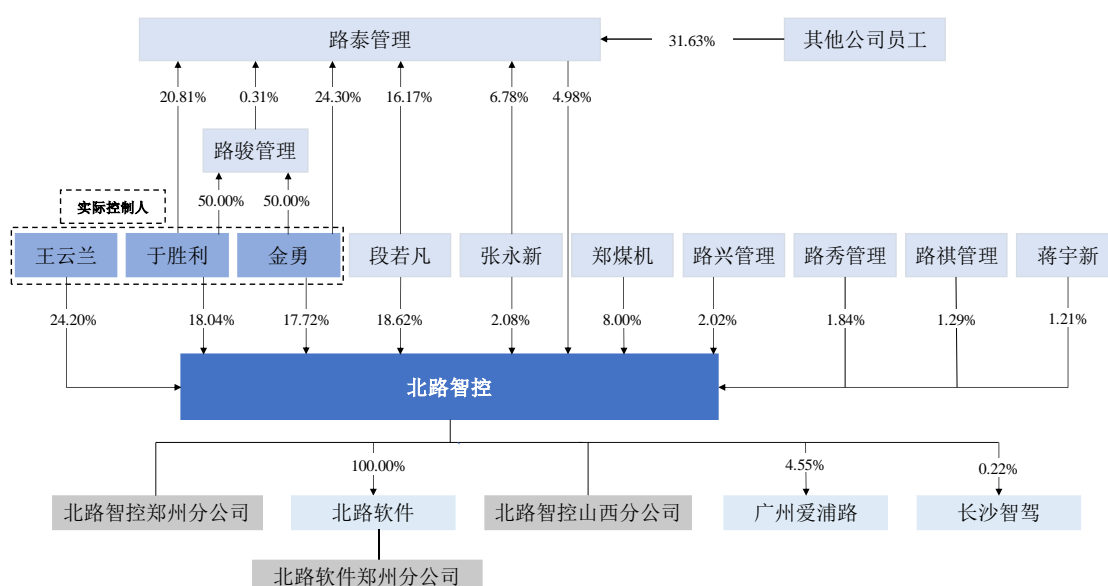 路泰管理
31.63%
其他公司员工
20.81%
0.31%
24.30%
16.17%
6.78%
4.98%
路骏管理
50.00%
50.00%
实际控制人
王云兰
于胜利
金勇
段若凡
张永新
郑煤机
路兴管理
路秀管理
路祺管理
蒋宇新
24.20%
18.04%
17.72%
18.62%
2.08%
8.00%
2.02%
1.84%
1.29%
1.21%
北路智控
100.00%
4.55%
0.22%
北路智控郑州分公司
北路软件
北路智控山西分公司
广州爱浦路
长沙智驾
北路软件郑州分公司